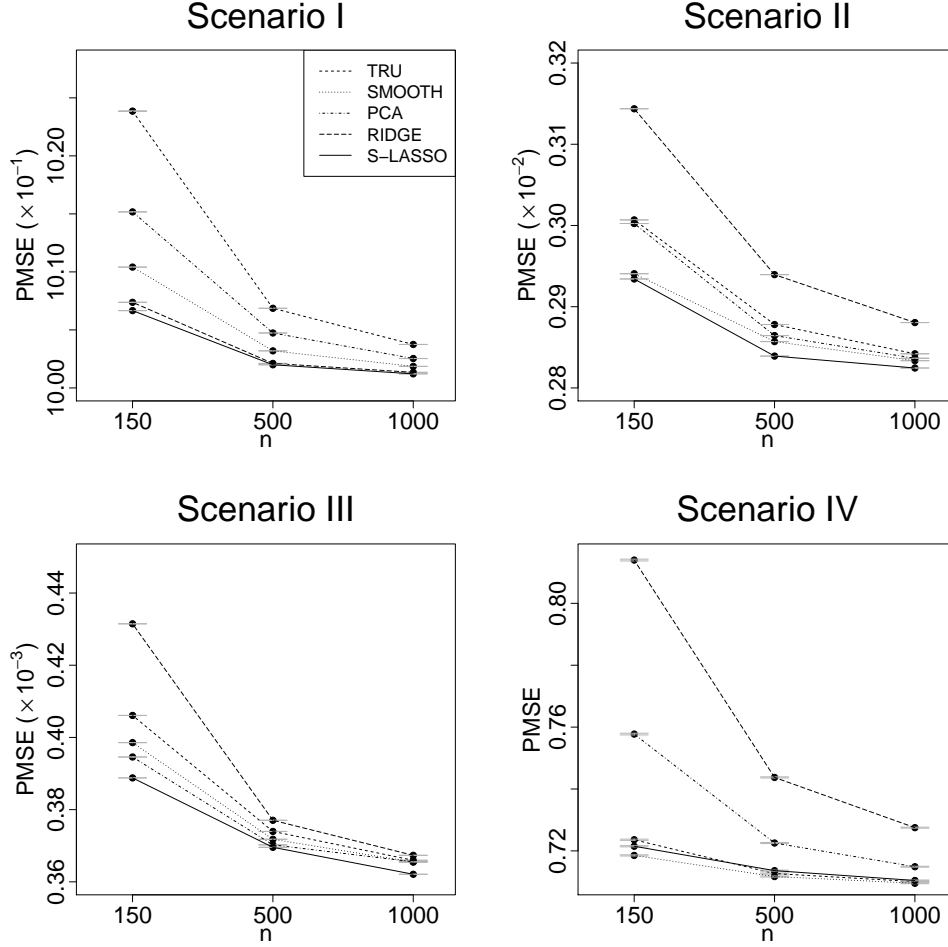 Scenario I
PMSE (×10⁻¹)
10.00
10.10
10.20
TRU
SMOOTH
PCA
RIDGE
S−LASSO
150
500
1000
n
Scenario II
PMSE (×10⁻²)
0.28
0.29
0.30
0.31
0.32
150
500
1000
n
Scenario III
PMSE (×10⁻³)
0.36
0.38
0.40
0.42
0.44
150
500
1000
n
Scenario IV
PMSE
0.72
0.76
0.80
150
500
1000
n